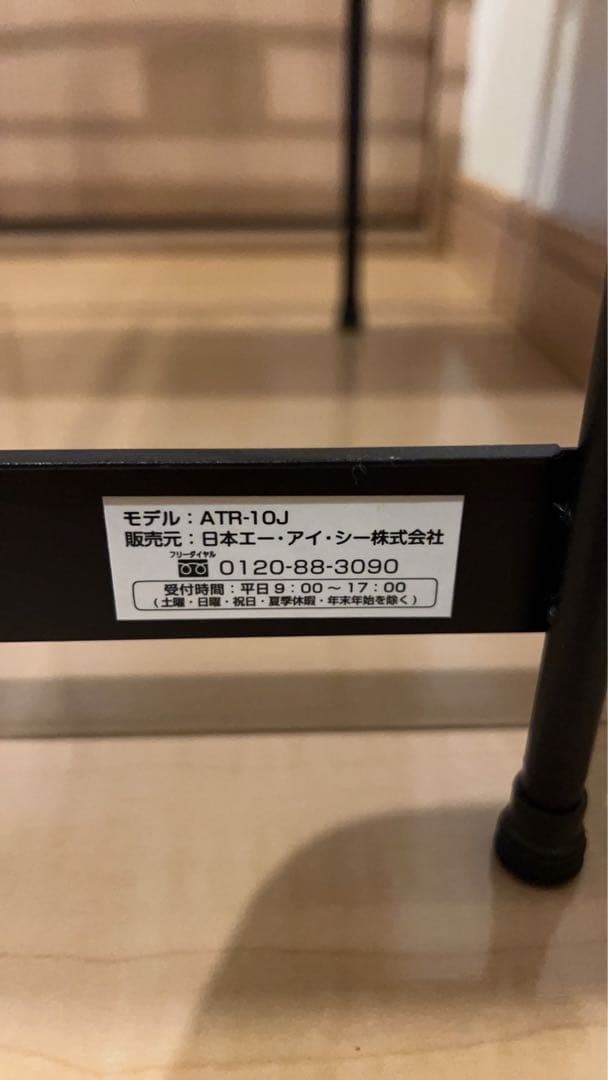 モデル：ATR-10J
販売元：日本エー・アイ・シー株式会社
フリーダイヤル
0120-88-3090
受付時間：平日9：00～17：00
（土曜・日曜・祝日・夏季休暇・年末年始を除く）